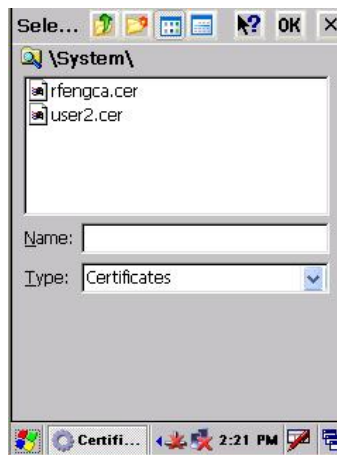 Sele... ? OK ×
\System\
rfengca.cer
user2.cer
Name:
Type: Certificates
Certifi... 2:21 PM